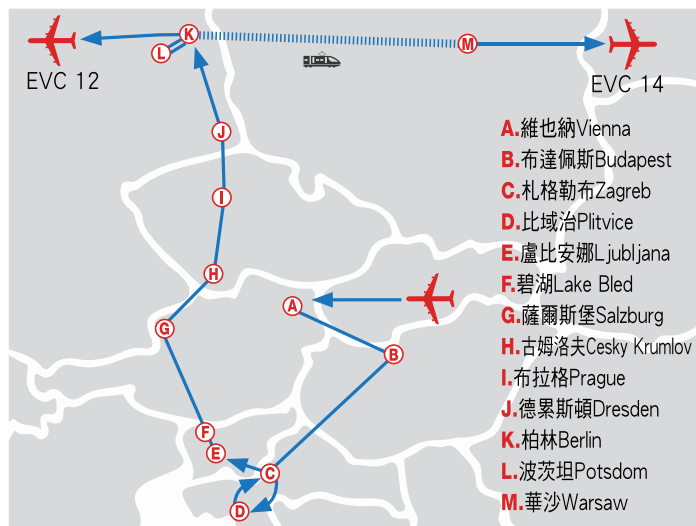 K
L
M
EVC 12
EVC 14
J
I
H
A
G
B
F
E
C
D
A.維也納Vienna
B.布達佩斯Budapest
C.札格勒布Zagreb
D.比域治Plitvice
E.盧比安娜Ljubljana
F.碧湖Lake Bled
G.薩爾斯堡Salzburg
H.古姆洛夫Cesky Krumlov
I.布拉格Prague
J.德累斯頓Dresden
K.柏林Berlin
L.波茨坦Potsdom
M.華沙Warsaw